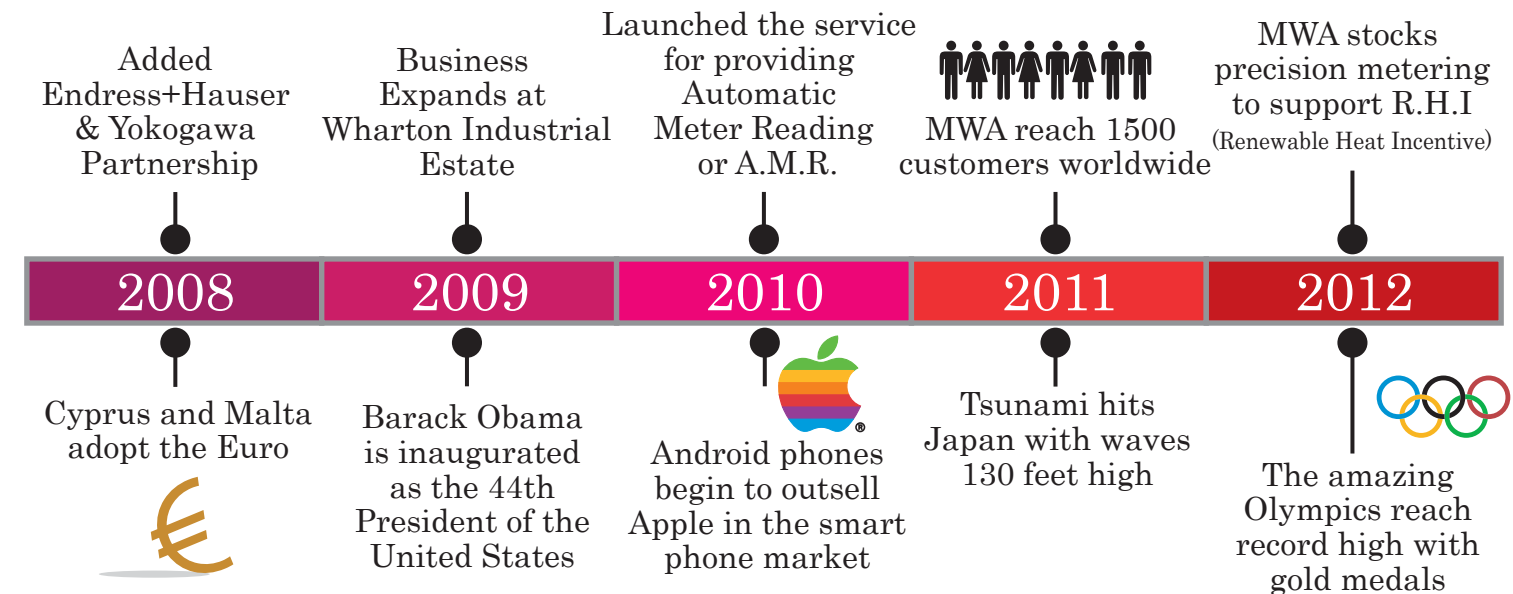 Added
Endress+Hauser
& Yokogawa
Partnership
Business
Expands at
Wharton Industrial
Estate
Launched the service
for providing
Automatic
Meter Reading
or A.M.R.
MWA reach 1500
customers worldwide
MWA stocks
precision metering
to support R.H.I
(Renewable Heat Incentive)
2008
2009
2010
2011
2012
Cyprus and Malta
adopt the Euro
€
Barack Obama
is inaugurated
as the 44th
President of the
United States
®
Android phones
begin to outsell
Apple in the smart
phone market
Tsunami hits
Japan with waves
130 feet high
The amazing
Olympics reach
record high with
gold medals